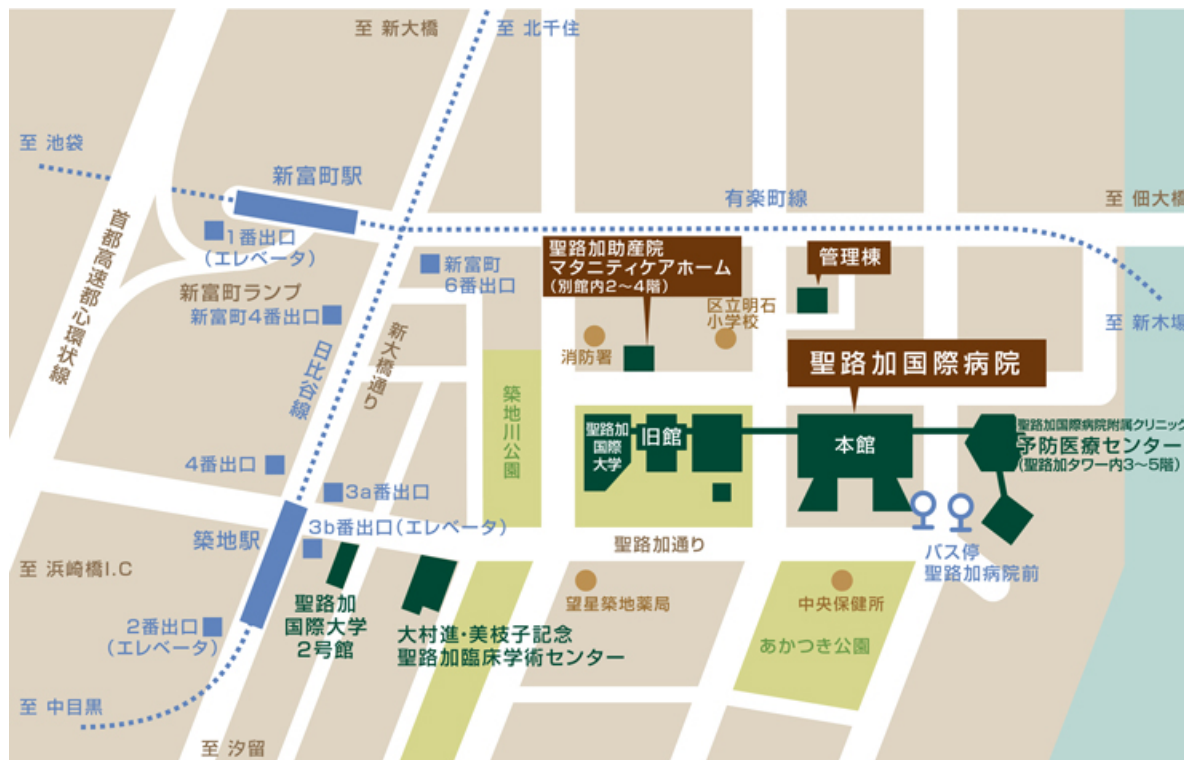 至 新大橋
至 北千住
至 池袋
新富町駅
有楽町線
至 佃大橋
首都高速都心環状線
1番出口
(エレベータ)
新富町
6番出口
聖路加助産院
マタニティケアホーム
(別館内2〜4階)
管理棟
新富町ランプ
新富町4番出口
区立明石
小学校
消防署
至 新木場
日比谷線
新大橋通り
聖路加国際病院
築地川公園
聖路加
国際
大学
旧館
本館
聖路加国際病院附属クリニック
予防医療センター
(聖路加タワー内3〜5階)
4番出口
3a番出口
3b番出口(エレベータ)
築地駅
聖路加通り
バス停
聖路加病院前
至 浜崎橋I.C
聖路加
国際大学
2号館
望星築地薬局
中央保健所
2番出口
(エレベータ)
大村進・美枝子記念
聖路加臨床学術センター
あかつき公園
至 中目黒
至 汐留